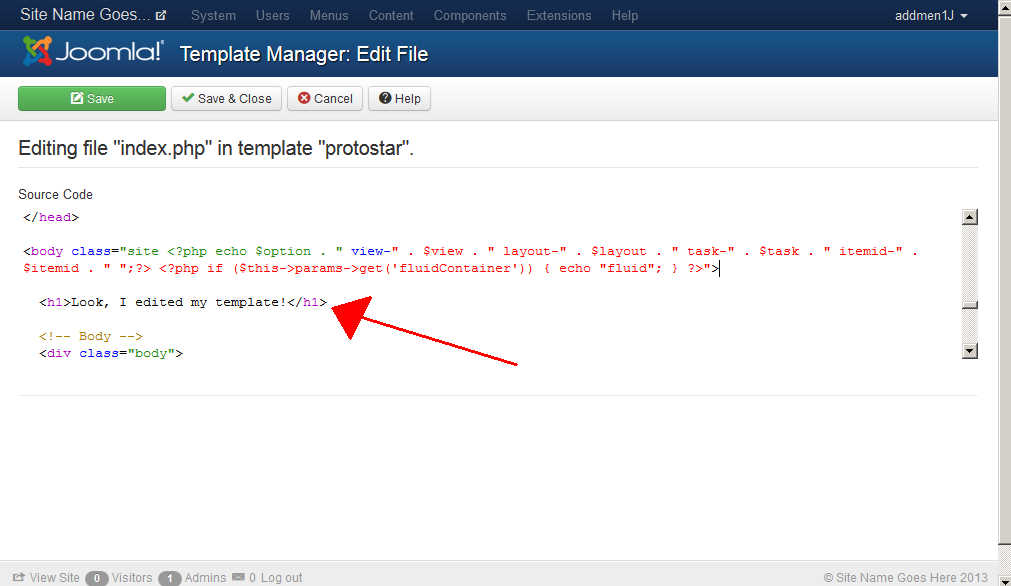 Site Name Goes... System Users Menus Content Components Extensions Help addmen1J
Joomla!® Template Manager: Edit File
Save Save & Close Cancel Help
Editing file "index.php" in template "protostar".
Source Code
</head>
<body class="site <?php echo $option . " view-" . $view . " layout-" . $layout . " task-" . $task . " itemid-" .
$itemid . " ";?> <?php if ($this->params->get('fluidContainer')) { echo "fluid"; } ?>">
<h1>Look, I edited my template!</h1>
<!-- Body -->
<div class="body">
View Site 0 Visitors 1 Admins 0 Log out © Site Name Goes Here 2013